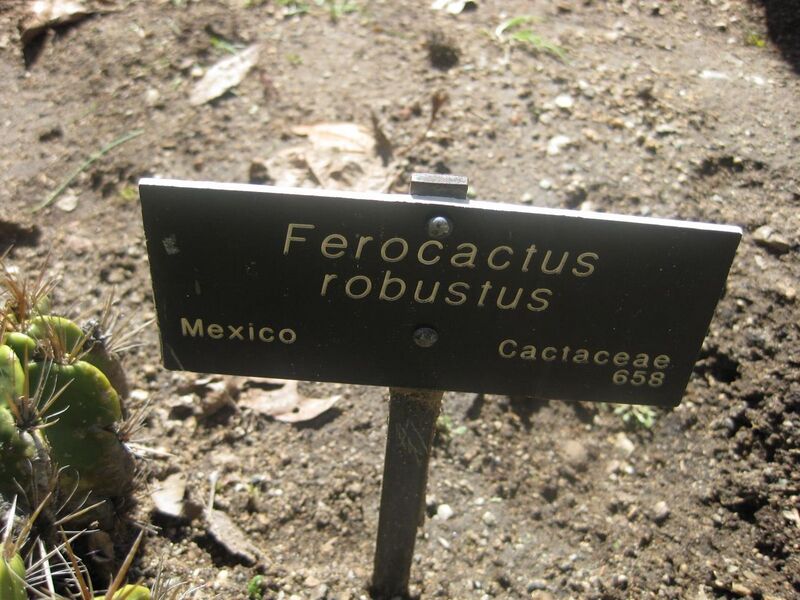 Ferocactus
robustus
Mexico
Cactaceae
658